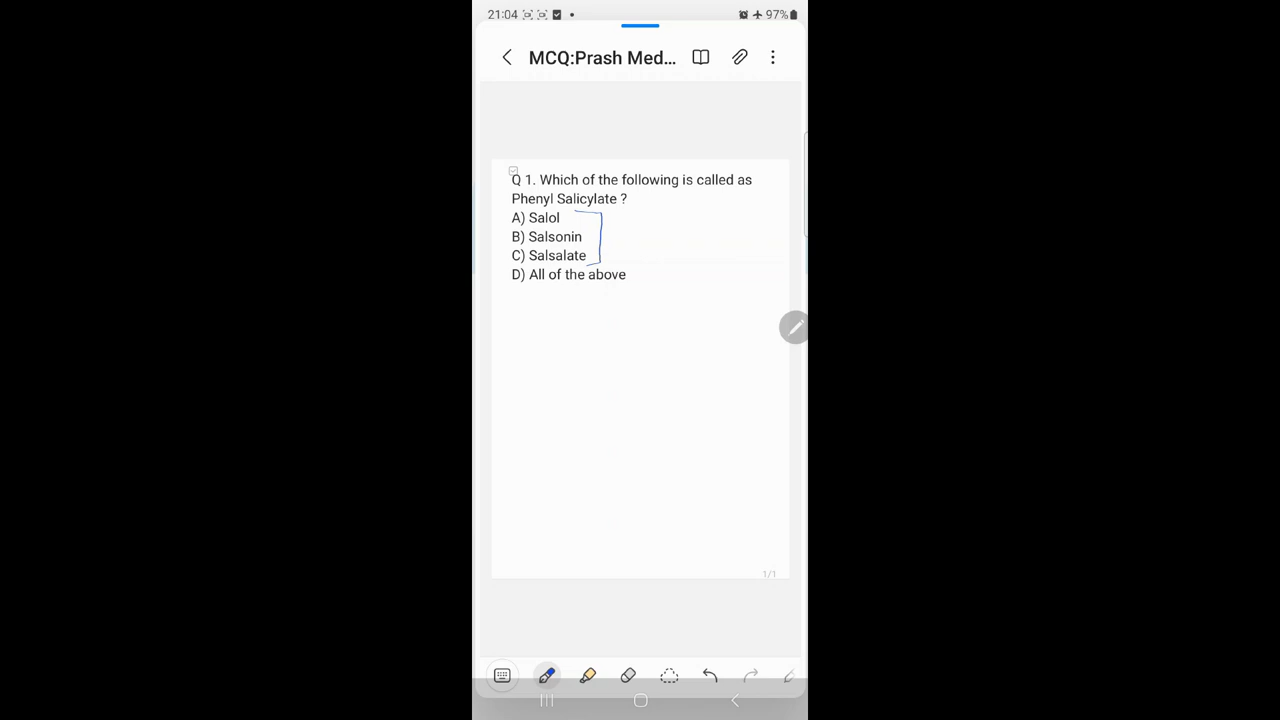 21:04 97%
MCQ:Prash Med...
Q 1. Which of the following is called as
Phenyl Salicylate ?
A) Salol
B) Salsonin
C) Salsalate
D) All of the above
1/1